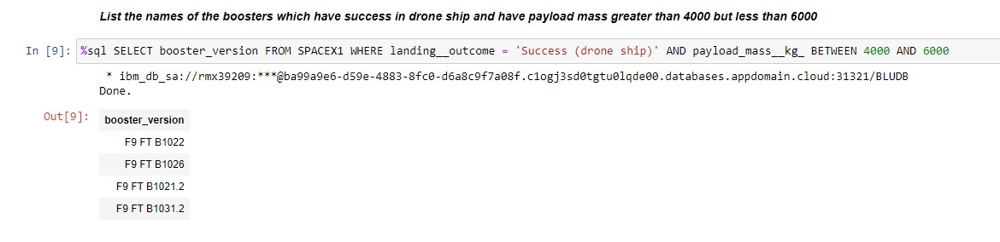 List the names of the boosters which have success in drone ship and have payload mass greater than 4000 but less than 6000
In [9]: %sql SELECT booster_version FROM SPACEX1 WHERE landing__outcome = 'Success (drone ship)' AND payload_mass__kg_ BETWEEN 4000 AND 6000
* ibm_db_sa://rmx39209:***@ba99a9e6-d59e-4883-8fc0-d6a8c9f7a08f.c1ogj3sd0tgtu0lqde00.databases.appdomain.cloud:31321/BLUDB
Done.
Out[9]: booster_version
F9 FT B1022
F9 FT B1026
F9 FT B1021.2
F9 FT B1031.2